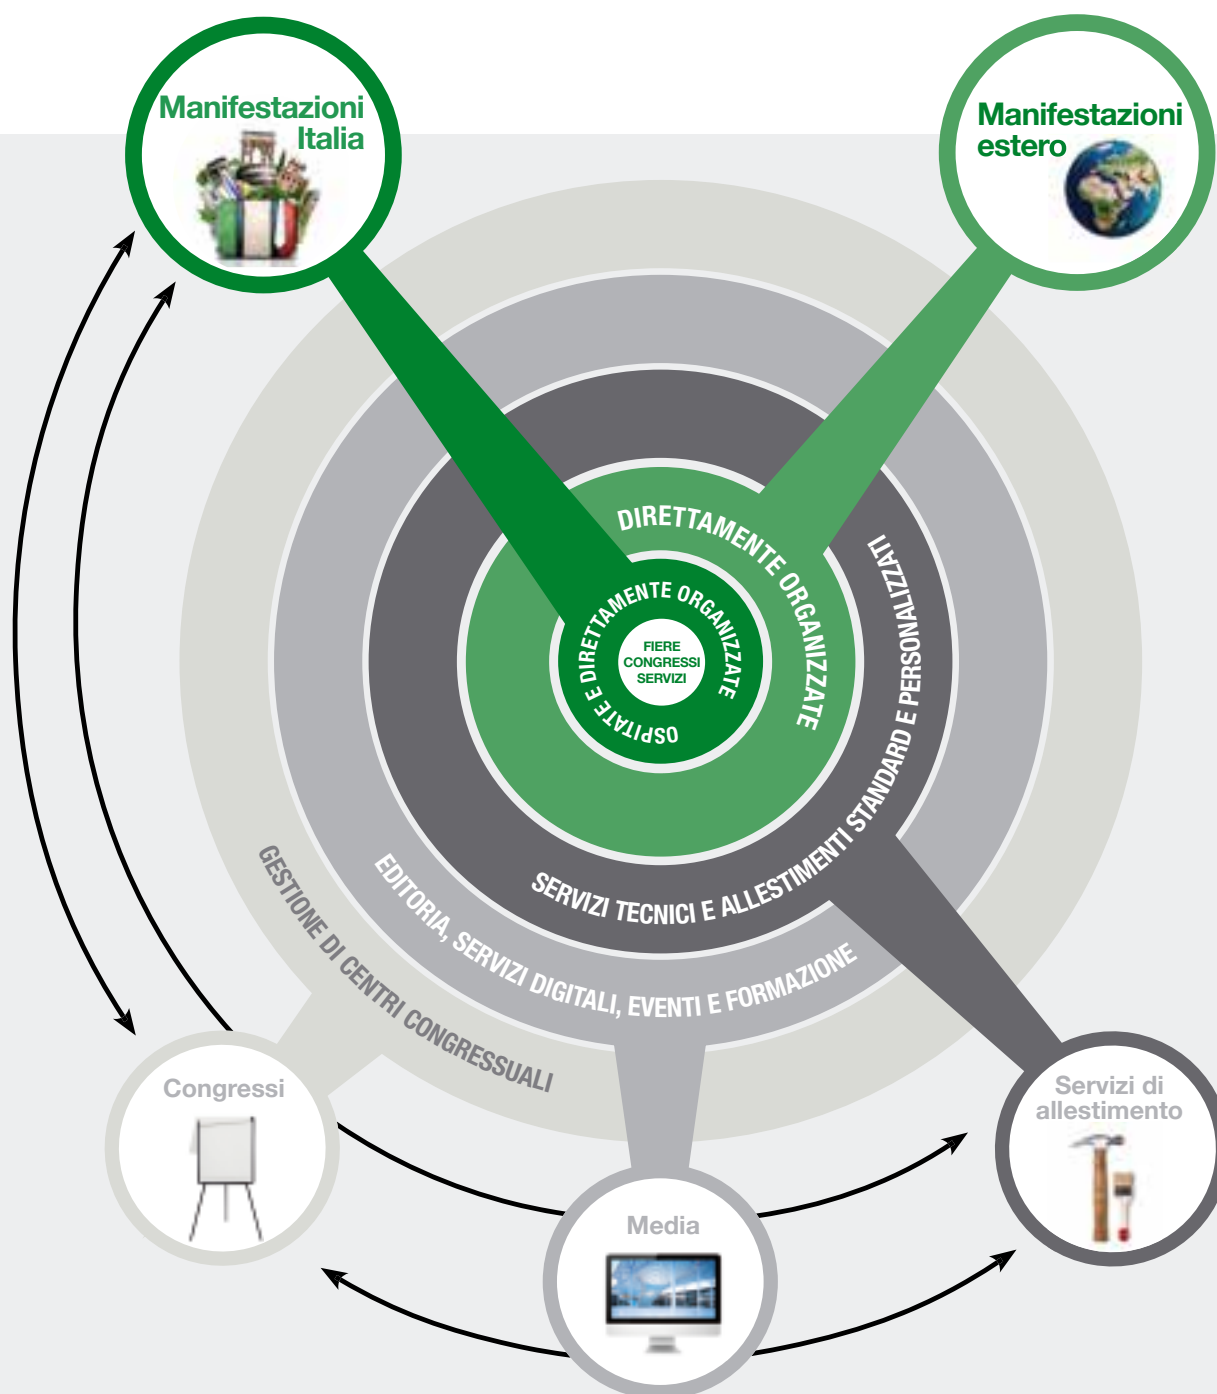 Manifestazioni
Italia
Manifestazioni
estero
DIRETTAMENTE ORGANIZZATE
OSPITATE E DIRETTAMENTE ORGANIZZATE
FIERE
CONGRESSI
SERVIZI
SERVIZI TECNICI E ALLESTIMENTI STANDARD E PERSONALIZZATI
EDITORIA, SERVIZI DIGITALI, EVENTI E FORMAZIONE
GESTIONE DI CENTRI CONGRESSUALI
Congressi
Media
Servizi di
allestimento